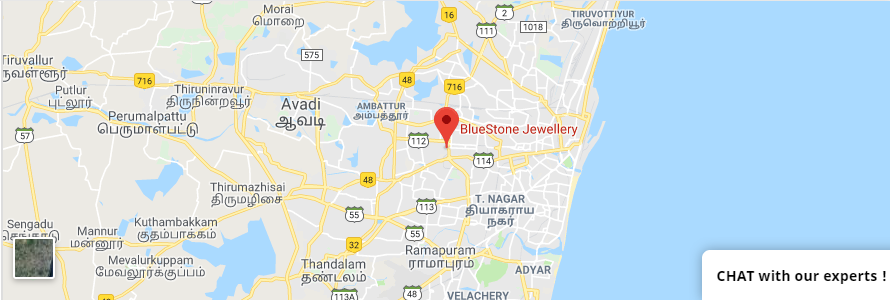 Morai
மொறை
16
2
TIRUVOTTIYUR
திருவொற்றியூர்
111
1018
575
Tiruvallur
ருவள்ளூர்
716
48
716
Putlur
புட்லூர்
Thiruninravur
திருநின்றவூர்
Avadi
ஆவடி
AMBATTUR
அம்பத்தூர்
Perumalpattu
பெருமாள்பட்டு
57
112
BlueStone Jewellery
114
48
Thirumazhisai
திருமழிசை
T. NAGAR
தியாகராய
நகர்
55
113
Sengadu
செங்காடு
Mannur
மன்னூர்
Kuthambakkam
குதம்பாக்கம்
55
32
Ramapuram
ராமாபுரம்
Mevalurkuppam
மேவலூர்க்குப்பம்
Thandalam
தண்டலம்
ADYAR
CHAT with our experts !
48
113A
48
VELACHERY